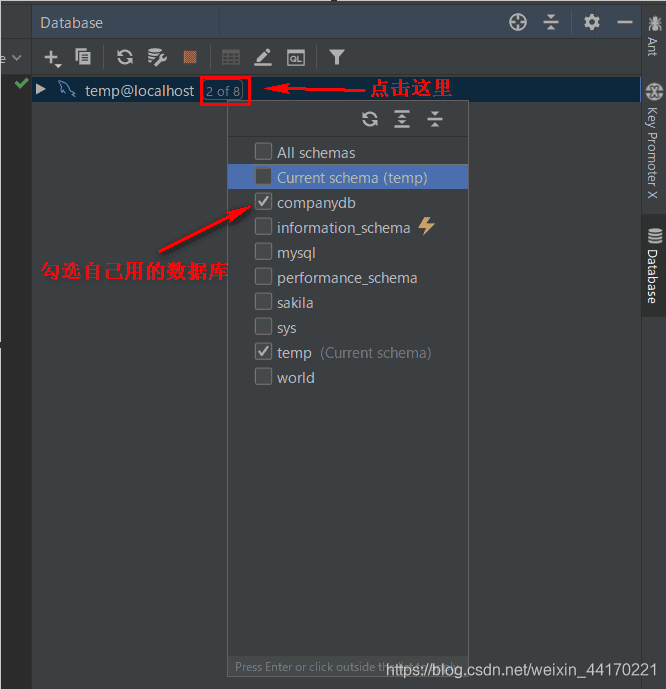 Database
e
temp@localhost
2 of 8
点击这里
All schemas
Current schema (temp)
companydb
information_schema
mysql
performance_schema
sakila
sys
temp (Current schema)
world
勾选自己用的数据库
QL
Ant
Key Promoter X
Database
Press Enter or click outside the
https://blog.csdn.net/weixin_44170221